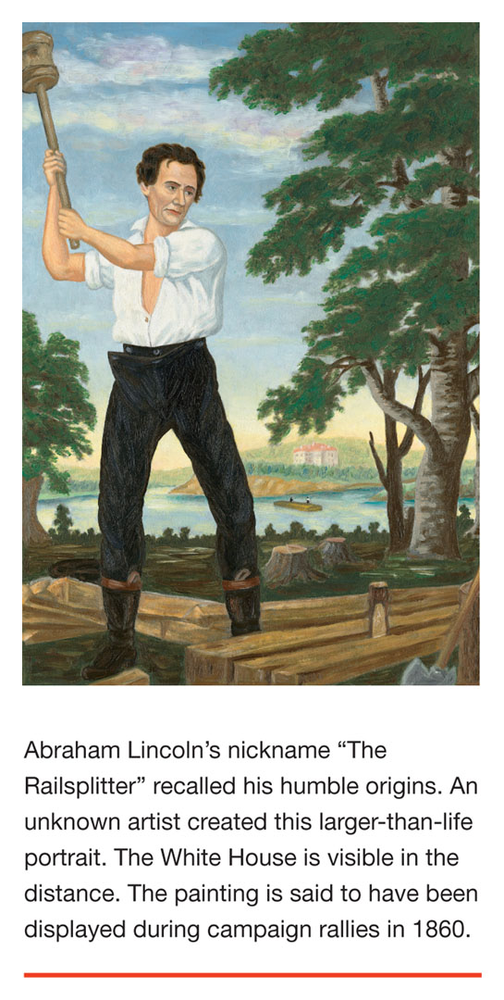 Abraham Lincoln’s nickname “The
Railsplitter” recalled his humble origins. An
unknown artist created this larger-than-life
portrait. The White House is visible in the
distance. The painting is said to have been
displayed during campaign rallies in 1860.